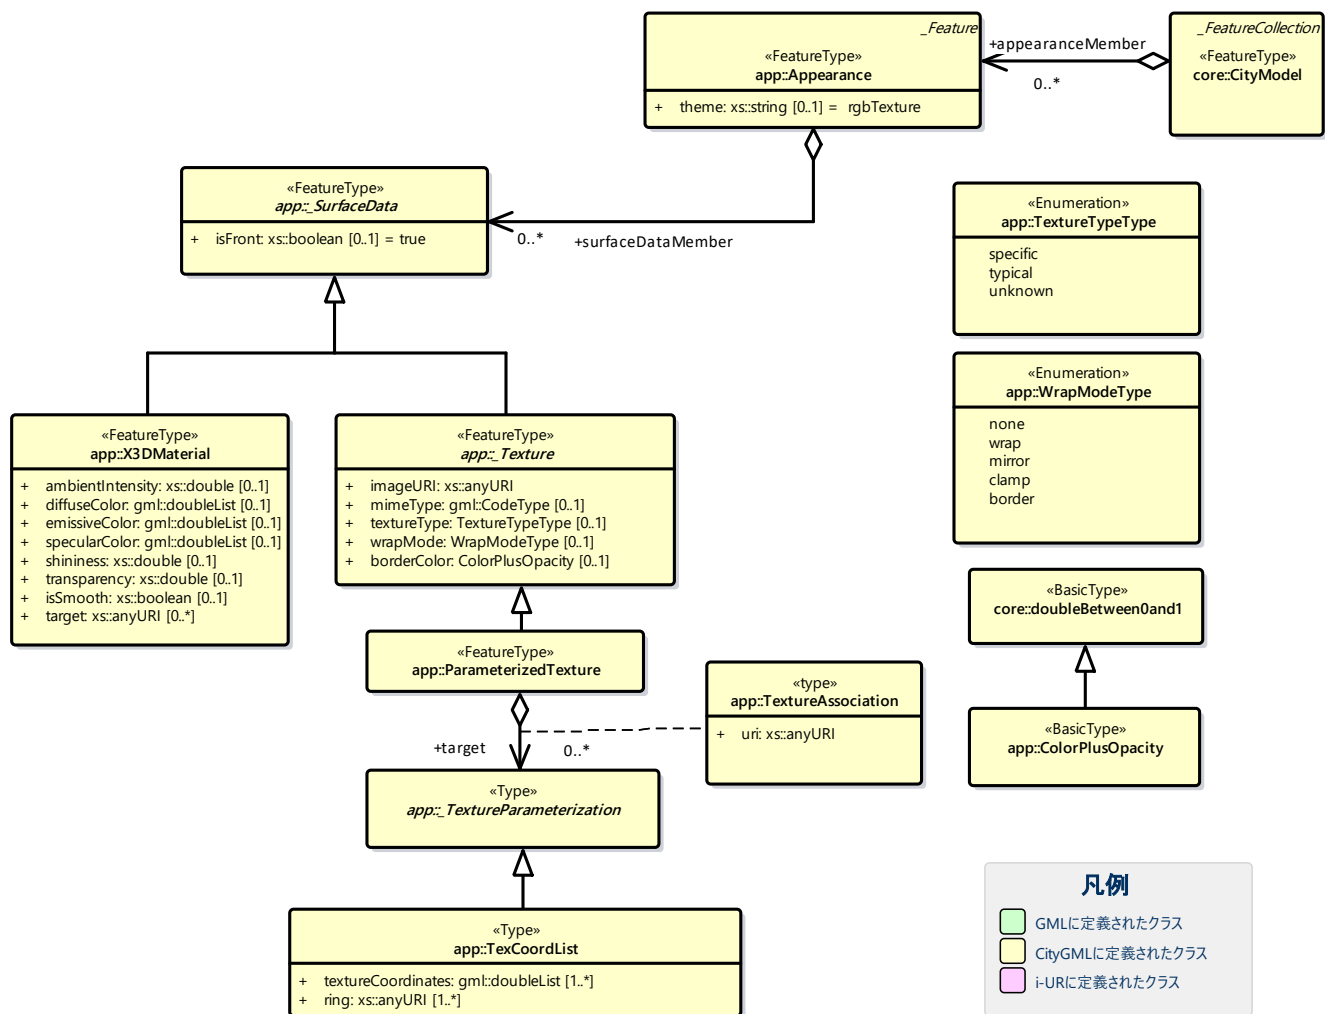 _Feature
«FeatureType»
app::Appearance
+ theme: xs::string [0..1] = rgbTexture
+appearanceMember
0..*
_FeatureCollection
«FeatureType»
core::CityModel
«FeatureType»
app::_SurfaceData
+ isFront: xs::boolean [0..1] = true
0..*
+surfaceDataMember
«Enumeration»
app::TextureTypeType
specific
typical
unknown
«Enumeration»
app::WrapModeType
none
wrap
mirror
clamp
border
«FeatureType»
app::X3DMaterial
+ ambientIntensity: xs::double [0..1]
+ diffuseColor: gml::doubleList [0..1]
+ emissiveColor: gml::doubleList [0..1]
+ specularColor: gml::doubleList [0..1]
+ shininess: xs::double [0..1]
+ transparency: xs::double [0..1]
+ isSmooth: xs::boolean [0..1]
+ target: xs::anyURI [0..*]
«FeatureType»
app::_Texture
+ imageURI: xs::anyURI
+ mimeType: gml::CodeType [0..1]
+ textureType: TextureTypeType [0..1]
+ wrapMode: WrapModeType [0..1]
+ borderColor: ColorPlusOpacity [0..1]
«BasicType»
core::doubleBetween0and1
«FeatureType»
app::ParameterizedTexture
«type»
app::TextureAssociation
+ uri: xs::anyURI
«BasicType»
app::ColorPlusOpacity
+target
0..*
«Type»
app::_TextureParameterization
«Type»
app::TexCoordList
+ textureCoordinates: gml::doubleList [1..*]
+ ring: xs::anyURI [1..*]
凡例
GMLに定義されたクラス
CityGMLに定義されたクラス
i-URに定義されたクラス